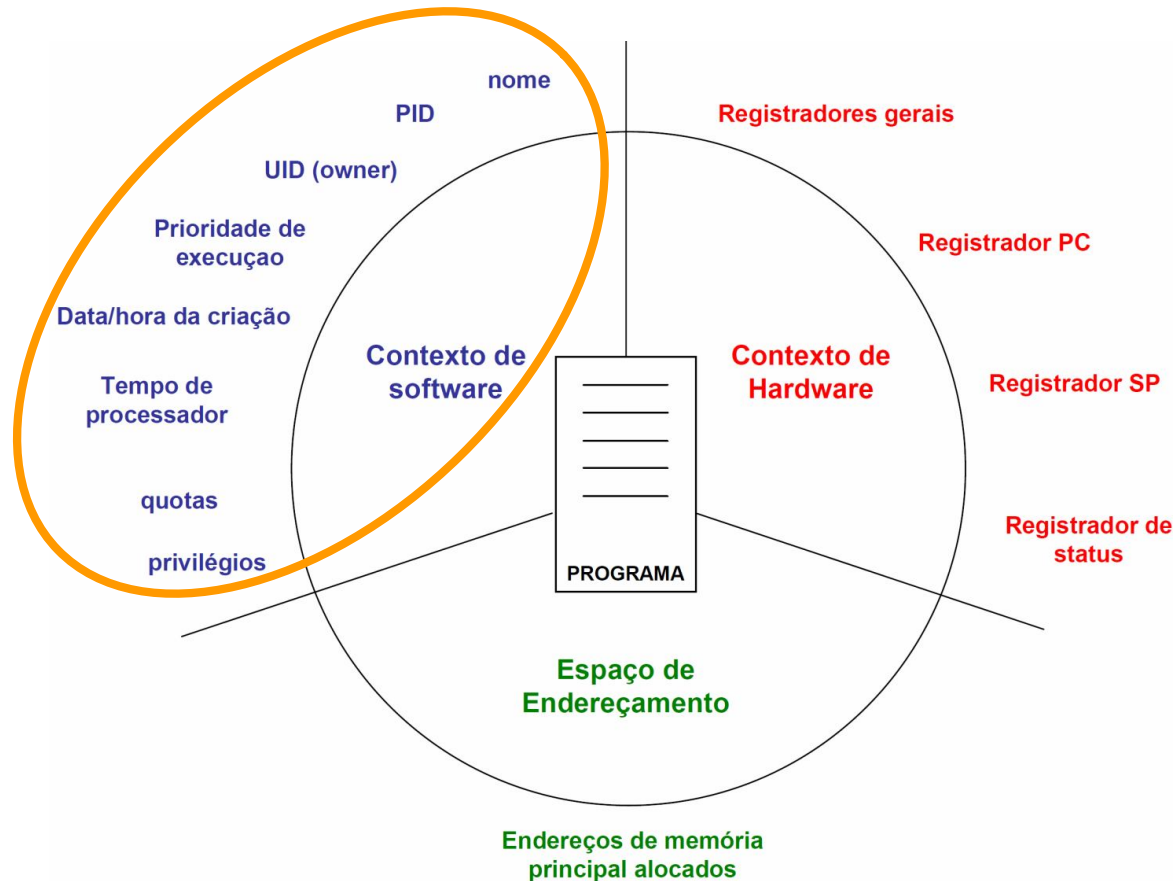 nome
PID
UID (owner)
Prioridade de
execuçao
Data/hora da criação
Tempo de
processador
quotas
privilégios
Contexto de
software
Registradores gerais
Registrador PC
Contexto de
Hardware
Registrador SP
Registrador de
status
PROGRAMA
Espaço de
Endereçamento
Endereços de memória
principal alocados